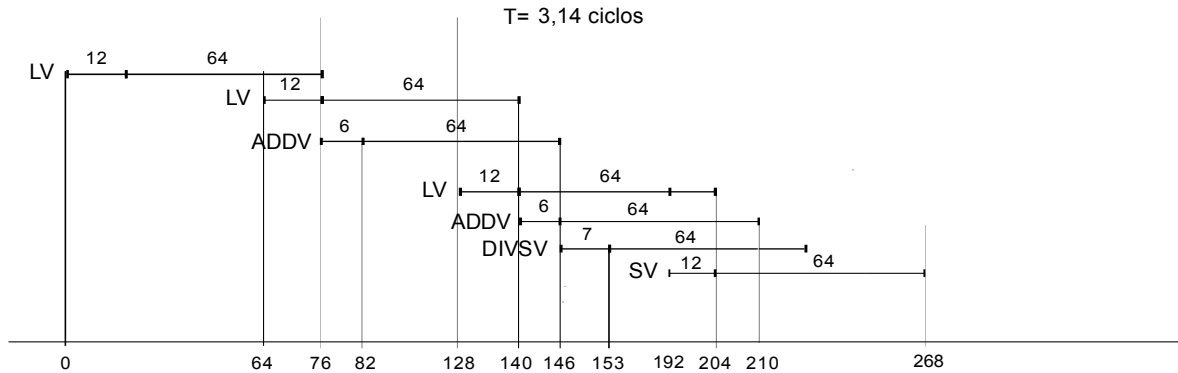 T= 3,14 ciclos
LV 12 64
LV 12 64
ADDV 6 64
LV 12 64
ADDV 6 64
DIVSV 7 64
SV 12 64
0 64 76 82 128 140 146 153 192 204 210 268